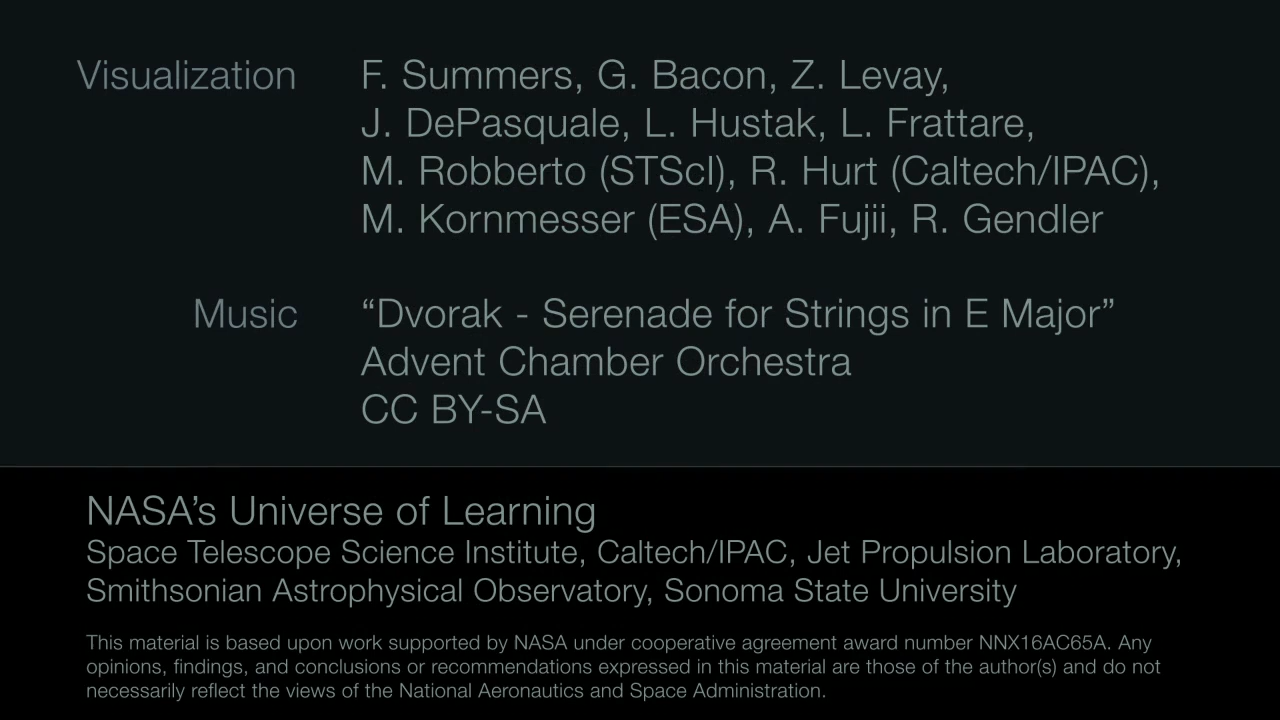 Visualization
F. Summers, G. Bacon, Z. Levay,
J. DePasquale, L. Hustak, L. Frattare,
M. Robberto (STScI), R. Hurt (Caltech/IPAC),
M. Kornmesser (ESA), A. Fujii, R. Gendler
Music
“Dvorak - Serenade for Strings in E Major”
Advent Chamber Orchestra
CC BY-SA
NASA’s Universe of Learning
Space Telescope Science Institute, Caltech/IPAC, Jet Propulsion Laboratory,
Smithsonian Astrophysical Observatory, Sonoma State University
This material is based upon work supported by NASA under cooperative agreement award number NNX16AC65A. Any
opinions, findings, and conclusions or recommendations expressed in this material are those of the author(s) and do not
necessarily reflect the views of the National Aeronautics and Space Administration.